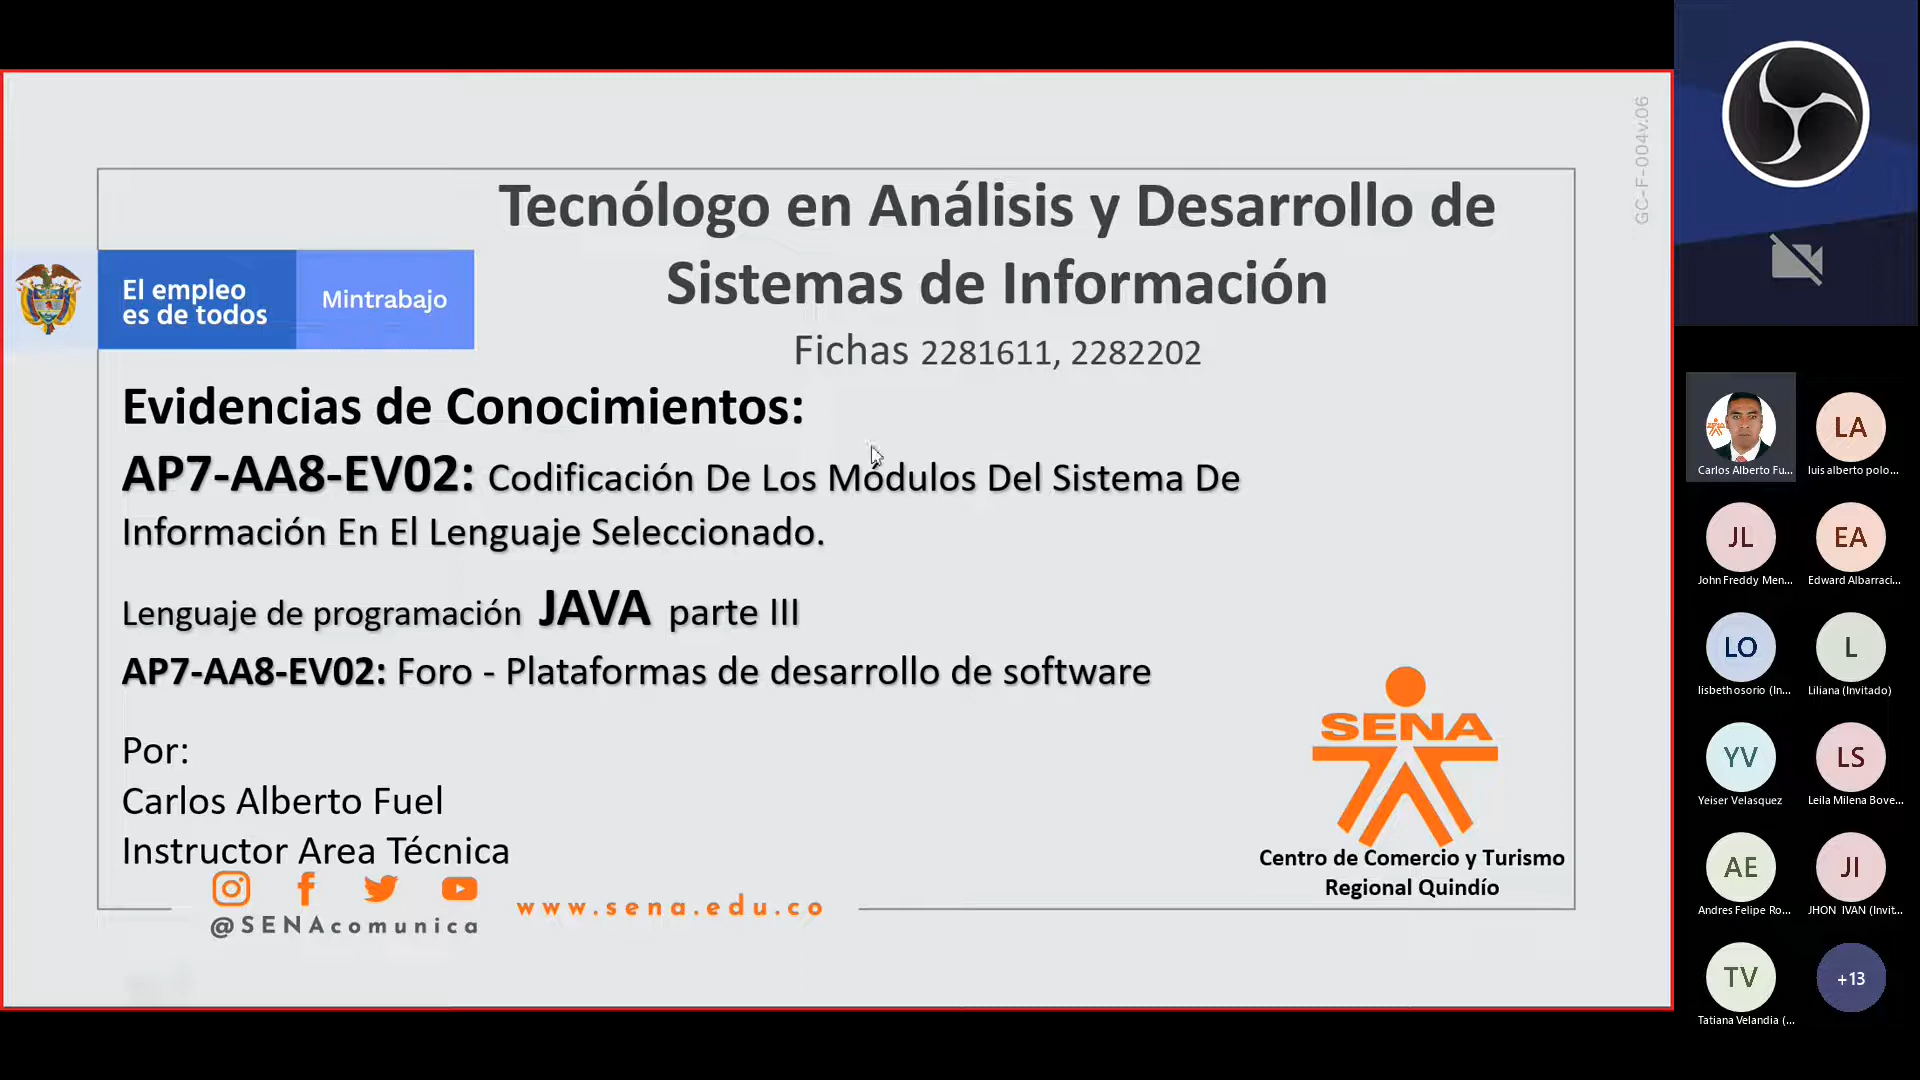 GC-F-004v.06
Tecnólogo en Análisis y Desarrollo de
Sistemas de Información
Fichas 2281611, 2282202
El empleo
es de todos
Mintrabajo
Evidencias de Conocimientos:
AP7-AA8-EV02: Codificación De Los Módulos Del Sistema De
Información En El Lenguaje Seleccionado.
Lenguaje de programación JAVA parte III
AP7-AA8-EV02: Foro - Plataformas de desarrollo de software
Por:
Carlos Alberto Fuel
Instructor Area Técnica
@SENAcomunica
www.sena.edu.co
SENA
Centro de Comercio y Turismo
Regional Quindío
Carlos Alberto Fu...
LA
luis alberto polo...
JL
John Freddy Men...
EA
Edward Albarraci...
LO
lisbeth osorio (In...
L
Liliana (Invitado)
YV
Yeiser Velasquez
LS
Leila Milena Bove...
AE
Andres Felipe Ro...
JI
JHON IVAN (Invit...
TV
Tatiana Velandia (...
+13